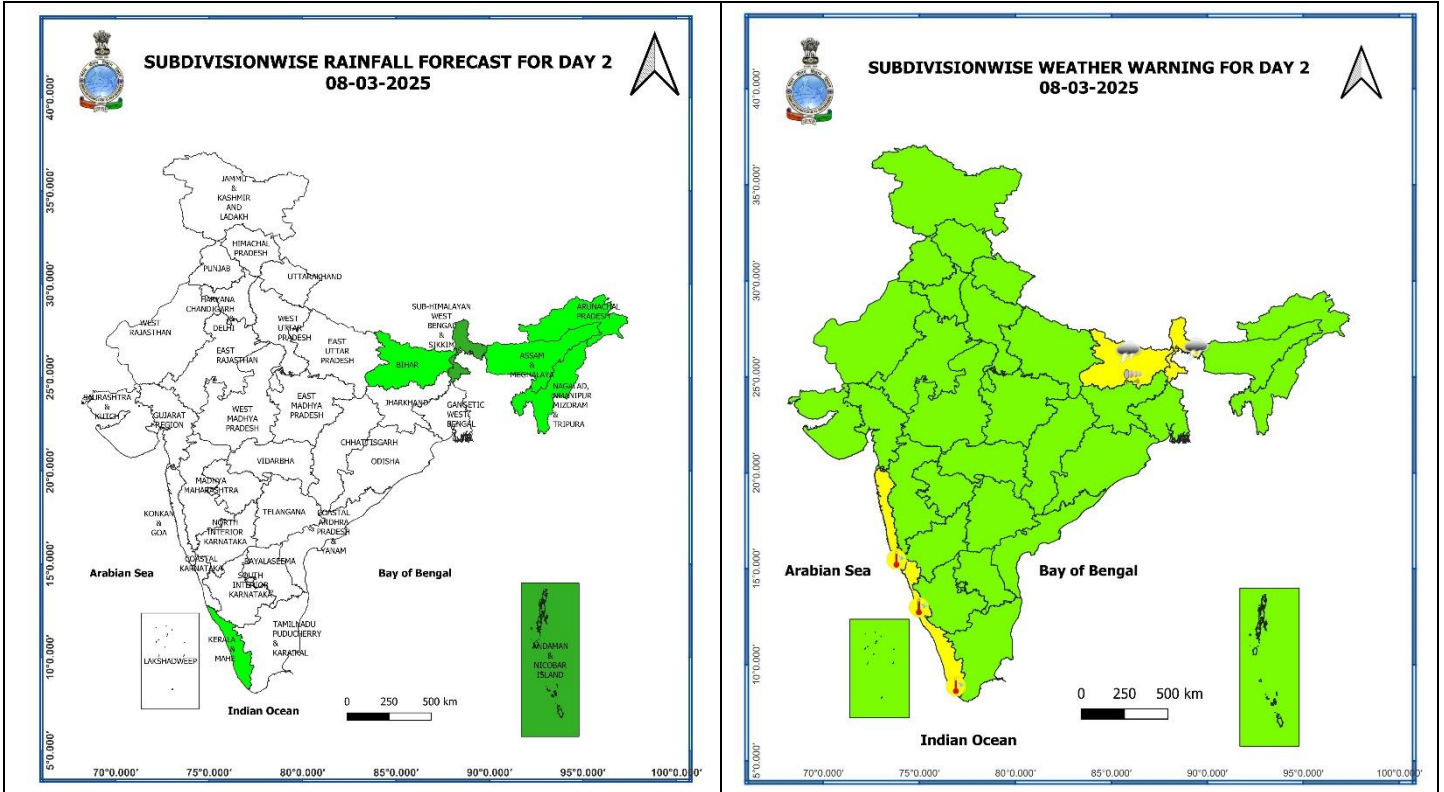 SUBDIVISIONWISE RAINFALL FORECAST FOR DAY 2
08-03-2025
40°0.000'
35°0.000'
30°0.000'
25°0.000'
20°0.000'
15°0.000'
10°0.000'
5°0.000'
JAMMU
&
KASHMIR
AND
LADAKH
HIMACHAL
PRADESH
PUNJAB
UTTARAKHAND
HARYANA
CHANDIGARH
&
DELHI
WEST
RAJASTHAN
WEST
UTTAR
PRADESH
EAST
UTTAR
PRADESH
SUB-HIMALAYAN
WEST
BENGAL
&
SIKKIM
ARUNACHAL
PRADESH
EAST
RAJASTHAN
BIHAR
ASSAM
&
MEGHALAYA
NAGALAD,
MANIPUR
MIZORAM
&
TRIPURA
SAURASHTRA
&
KUTCH
GUJARAT
REGION
WEST
MADHYA
PRADESH
EAST
MADHYA
PRADESH
JHARKHAND
GANGETIC
WEST
BENGAL
CHHATTISGARH
ODISHA
VIDARBHA
MADHYA
MAHARASHTRA
KONKAN
&
GOA
NORTH
INTERIOR
KARNATAKA
TELANGANA
COASTAL
ANDHRA
PRADESH
&
YANAM
COASTAL
KARNATAKA
RAYALASEEMA
SOUTH
INTERIOR
KARNATAKA
Arabian Sea
Bay of Bengal
KERALA
&
MAHE
TAMILNADU
PUDUCHERRY
&
KARAIKAL
LAKSHADWEEP
ANDAMAN
&
NICOBAR
ISLAND
Indian Ocean
0 250 500 km
70°0.000' 75°0.000' 80°0.000' 85°0.000' 90°0.000' 95°0.000' 100°0.000'
SUBDIVISIONWISE WEATHER WARNING FOR DAY 2
08-03-2025
40°0.000'
35°0.000'
30°0.000'
25°0.000'
20°0.000'
15°0.000'
10°0.000'
5°0.000'
Arabian Sea
Bay of Bengal
0 250 500 km
Indian Ocean
70°0.000' 75°0.000' 80°0.000' 85°0.000' 90°0.000' 95°0.000' 100°0.000'